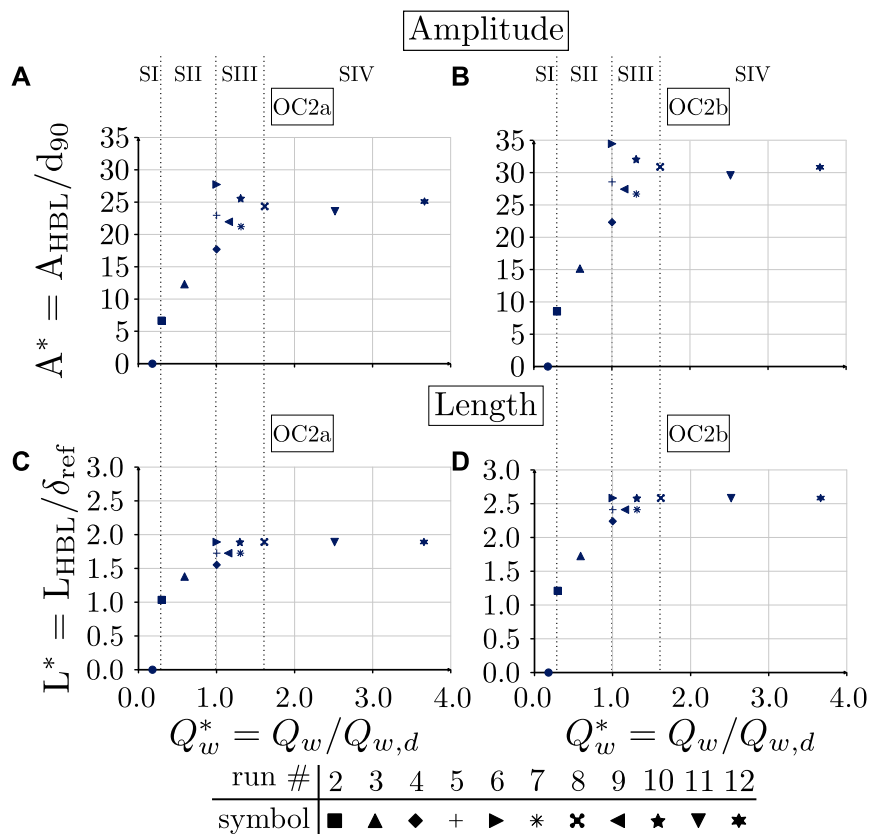 Amplitude
A
SI SII SIII SIV
OC2a
35
30
25
20
15
10
5
0
A* = A_HBL/d_90
B
SI SII SIII SIV
OC2b
35
30
25
20
15
10
5
0
Length
C
OC2a
3.0
2.5
2.0
1.5
1.0
0.5
0.0
L* = L_HBL/δ_ref
0.0 1.0 2.0 3.0 4.0
Q*_w = Q_w/Q_w,d
D
OC2b
3.0
2.5
2.0
1.5
1.0
0.5
0.0
0.0 1.0 2.0 3.0 4.0
Q*_w = Q_w/Q_w,d
run # 2 3 4 5 6 7 8 9 10 11 12
symbol ■ ▲ ◆ + ▶ * ✖ ◀ ★ ▼ ✶